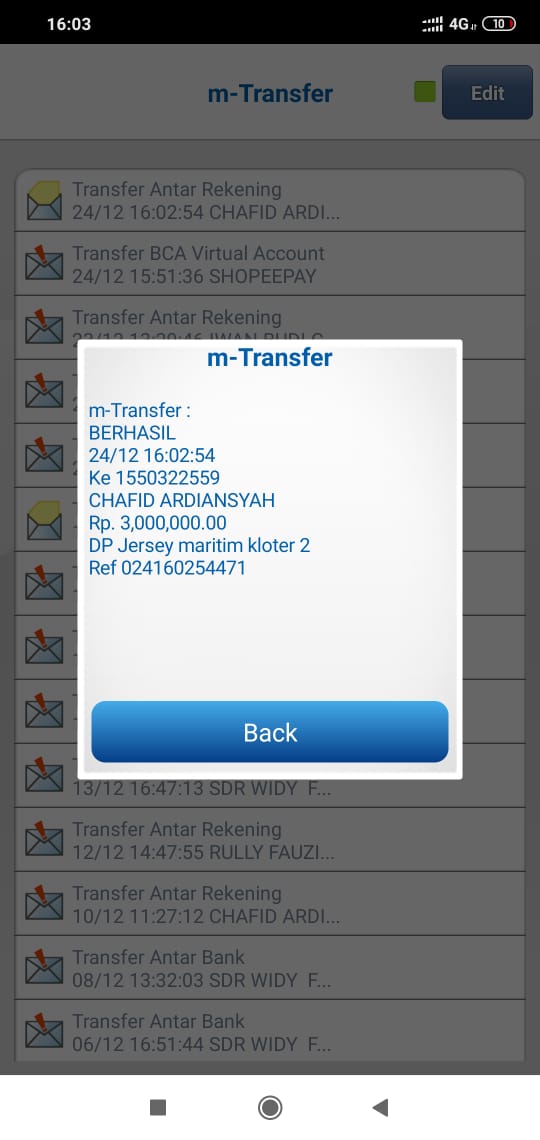 16:03
4G
10
m-Transfer
Edit
Transfer Antar Rekening
24/12 16:02:54 CHAFID ARDI...
Transfer BCA Virtual Account
24/12 15:51:36 SHOPEEPAY
Transfer Antar Rekening
m-Transfer
m-Transfer :
BERHASIL
24/12 16:02:54
Ke 1550322559
CHAFID ARDIANSYAH
Rp. 3,000,000.00
DP Jersey maritim kloter 2
Ref 024160254471
Back
13/12 16:47:13 SDR WIDY F...
Transfer Antar Rekening
12/12 14:47:55 RULLY FAUZI...
Transfer Antar Rekening
10/12 11:27:12 CHAFID ARDI...
Transfer Antar Bank
08/12 13:32:03 SDR WIDY F...
Transfer Antar Bank
06/12 16:51:44 SDR WIDY F...